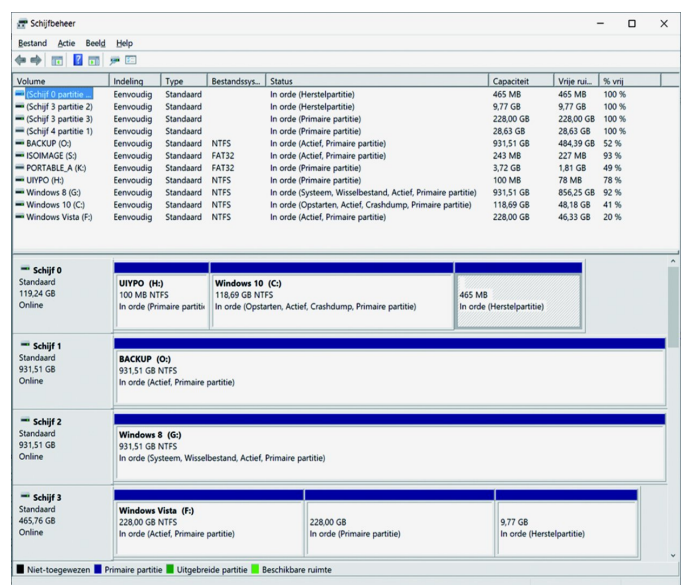 Schijfbeheer
Bestand Actie Beeld Help
Volume Indeling Type Bestandssys... Status Capaciteit Vrije rui... % vrij
(Schijf 0 partitie ... Eenvoudig Standaard In orde (Herstelpartitie) 465 MB 465 MB 100 %
(Schijf 3 partitie 2) Eenvoudig Standaard In orde (Herstelpartitie) 9,77 GB 9,77 GB 100 %
(Schijf 3 partitie 3) Eenvoudig Standaard In orde (Primaire partitie) 228,00 GB 228,00 GB 100 %
(Schijf 4 partitie 1) Eenvoudig Standaard In orde (Primaire partitie) 28,63 GB 28,63 GB 100 %
BACKUP (O:) Eenvoudig Standaard NTFS In orde (Actief, Primaire partitie) 931,51 GB 484,39 GB 52 %
ISOIMAGE (S:) Eenvoudig Standaard FAT32 In orde (Actief, Primaire partitie) 243 MB 227 MB 93 %
PORTABLE_A (K:) Eenvoudig Standaard FAT32 In orde (Primaire partitie) 3,72 GB 1,81 GB 49 %
UIYPO (H:) Eenvoudig Standaard NTFS In orde (Primaire partitie) 100 MB 78 MB 78 %
Windows 8 (G:) Eenvoudig Standaard NTFS In orde (Systeem, Wisselbestand, Actief, Primaire partitie) 931,51 GB 856,25 GB 92 %
Windows 10 (C:) Eenvoudig Standaard NTFS In orde (Opstarten, Actief, Crashdump, Primaire partitie) 118,69 GB 48,18 GB 41 %
Windows Vista (F:) Eenvoudig Standaard NTFS In orde (Actief, Primaire partitie) 228,00 GB 46,33 GB 20 %
Schijf 0
Standaard
119,24 GB
Online
UIYPO (H:)
100 MB NTFS
In orde (Primaire partitie
Windows 10 (C:)
118,69 GB NTFS
In orde (Opstarten, Actief, Crashdump, Primaire partitie)
465 MB
In orde (Herstelpartitie)
Schijf 1
Standaard
931,51 GB
Online
BACKUP (O:)
931,51 GB NTFS
In orde (Actief, Primaire partitie)
Schijf 2
Standaard
931,51 GB
Online
Windows 8 (G:)
931,51 GB NTFS
In orde (Systeem, Wisselbestand, Actief, Primaire partitie)
Schijf 3
Standaard
465,76 GB
Online
Windows Vista (F:)
228,00 GB NTFS
In orde (Actief, Primaire partitie)
228,00 GB
In orde (Primaire partitie)
9,77 GB
In orde (Herstelpartitie)
Niet-toegewezen Primaire partitie Uitgebreide partitie Beschikbare ruimte